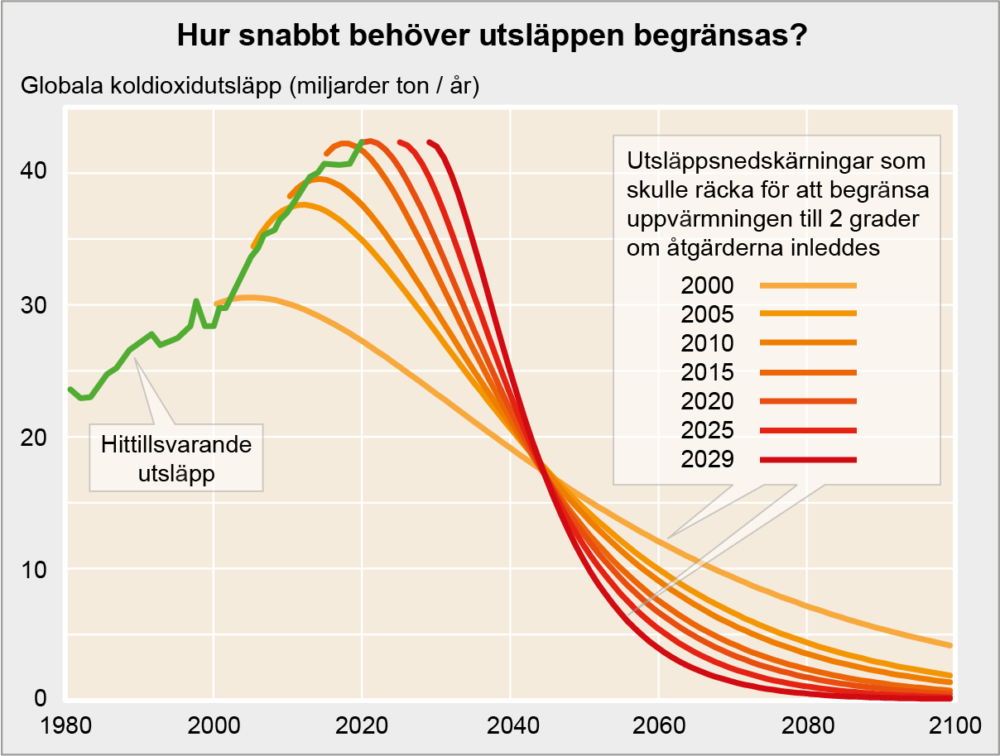 Hur snabbt behöver utsläppen begränsas?
Globala koldioxidutsläpp (miljarder ton / år)
40
30
20
10
0
1980 2000 2020 2040 2060 2080 2100
Hittillsvarande
utsläpp
Utsläppsnedskärningar som
skulle räcka för att begränsa
uppvärmningen till 2 grader
om åtgärderna inleddes
2000
2005
2010
2015
2020
2025
2029